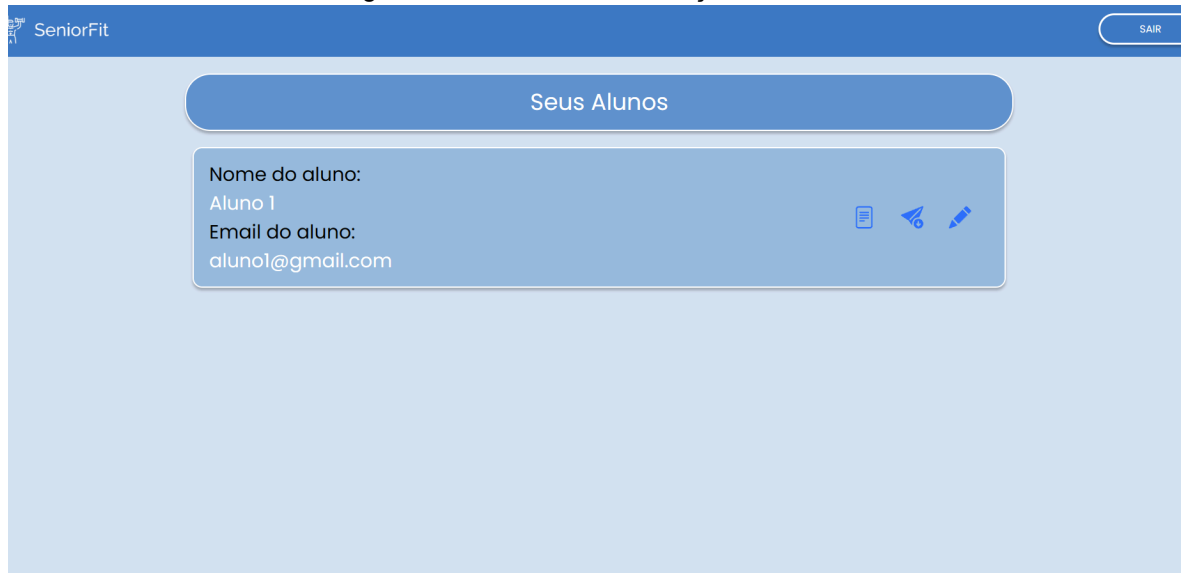 SeniorFit
SAIR
Seus Alunos
Nome do aluno:
Aluno 1
Email do aluno:
aluno1@gmail.com